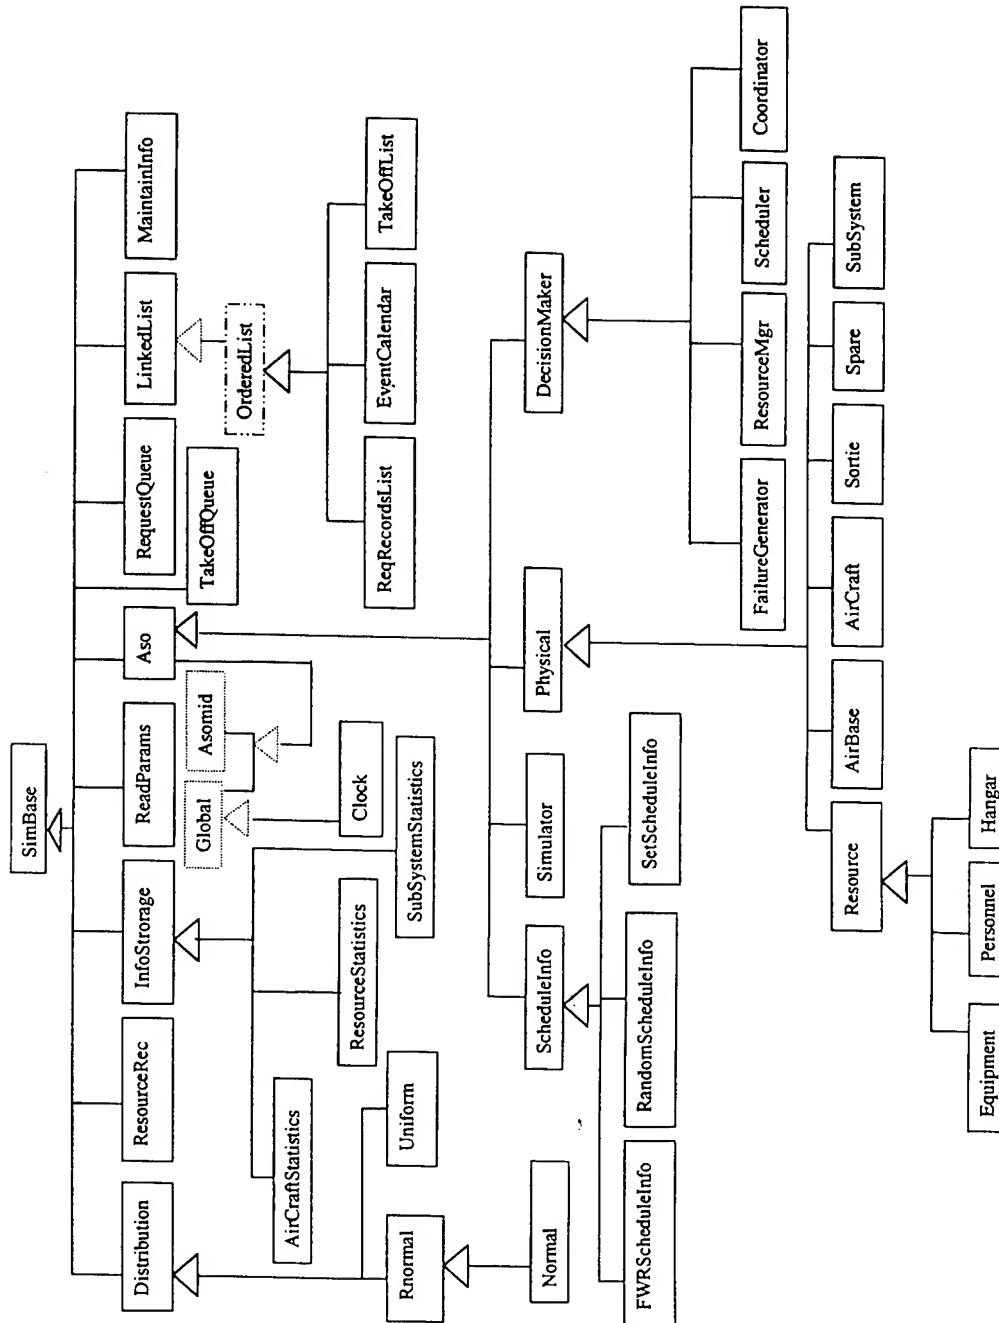 SimBase
Distribution
ResourceRec
InfoStrorage
ReadParams
Aso
RequestQueue
LinkedList
MaintainInfo
TakeOffQueue
Global
Asomid
OrderedList
AirCraftStatistics
ResourceStatistics
SubSystemStatistics
Clock
Rnormal
Uniform
ReqRecordsList
EventCalendar
TakeOffList
Normal
ScheduleInfo
Simulator
Physical
DecisionMaker
FWRScheduleInfo
RandomScheduleInfo
SetScheduleInfo
FailureGenerator
ResourceMgr
Scheduler
Coordinator
Resource
AirBase
AirCraft
Sortie
Spare
SubSystem
Equipment
Personnel
Hangar